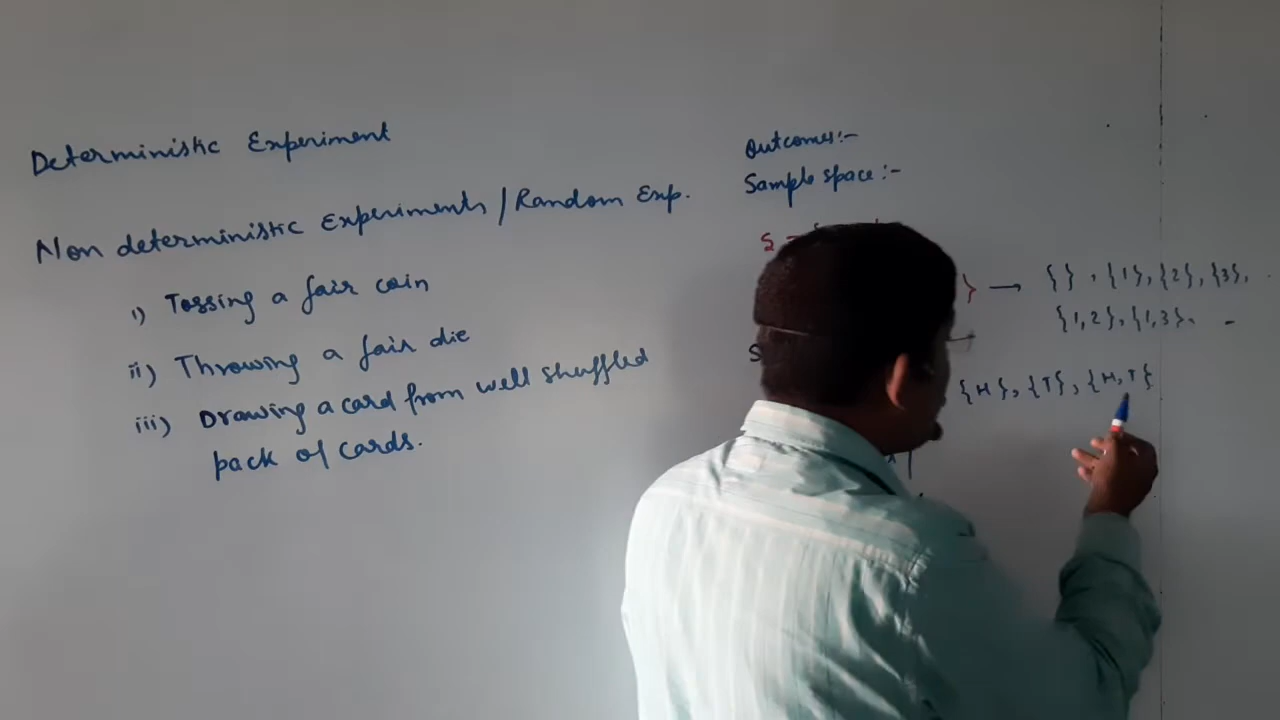 Deterministic Experiment
Non deterministic Experiments / Random Exp.
i) Tossing a fair coin
ii) Throwing a fair die
iii) Drawing a card from well shuffled
pack of cards.
Outcomes:-
Sample space:-
S =
} → { } , {1}, {2}, {3},
{1,2}, {1,3}, -
S
{H}, {T}, {H,T}